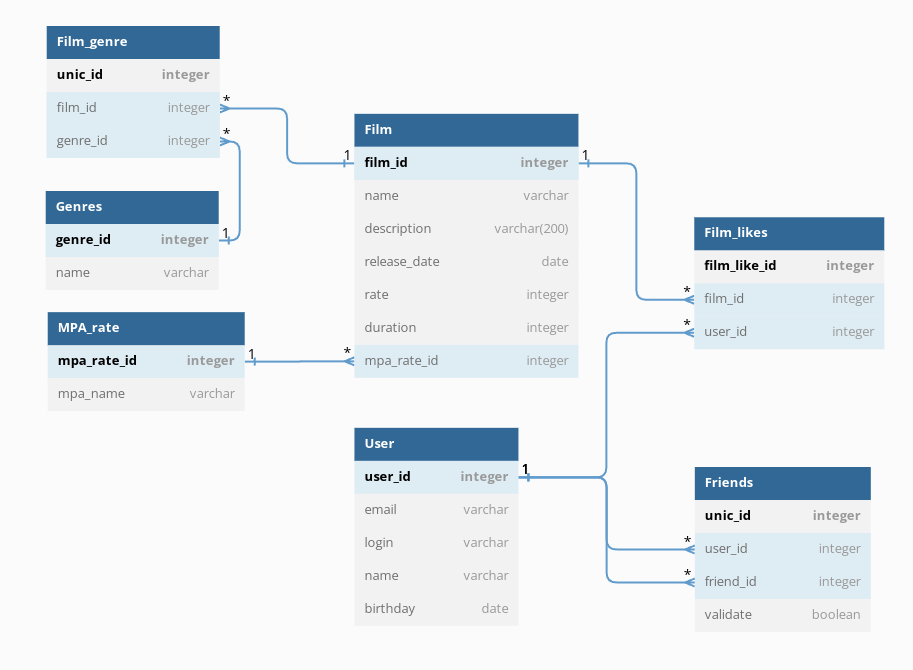 Film_genre
unic_id integer
film_id integer
genre_id integer
*
*
Genres
genre_id integer
name varchar
1
MPA_rate
mpa_rate_id integer
mpa_name varchar
1
*
Film
1
film_id integer
1
name varchar
description varchar(200)
release_date date
rate integer
duration integer
mpa_rate_id integer
User
user_id integer
1
email varchar
login varchar
name varchar
birthday date
Film_likes
film_like_id integer
*
film_id integer
*
user_id integer
Friends
unic_id integer
*
user_id integer
*
friend_id integer
validate boolean